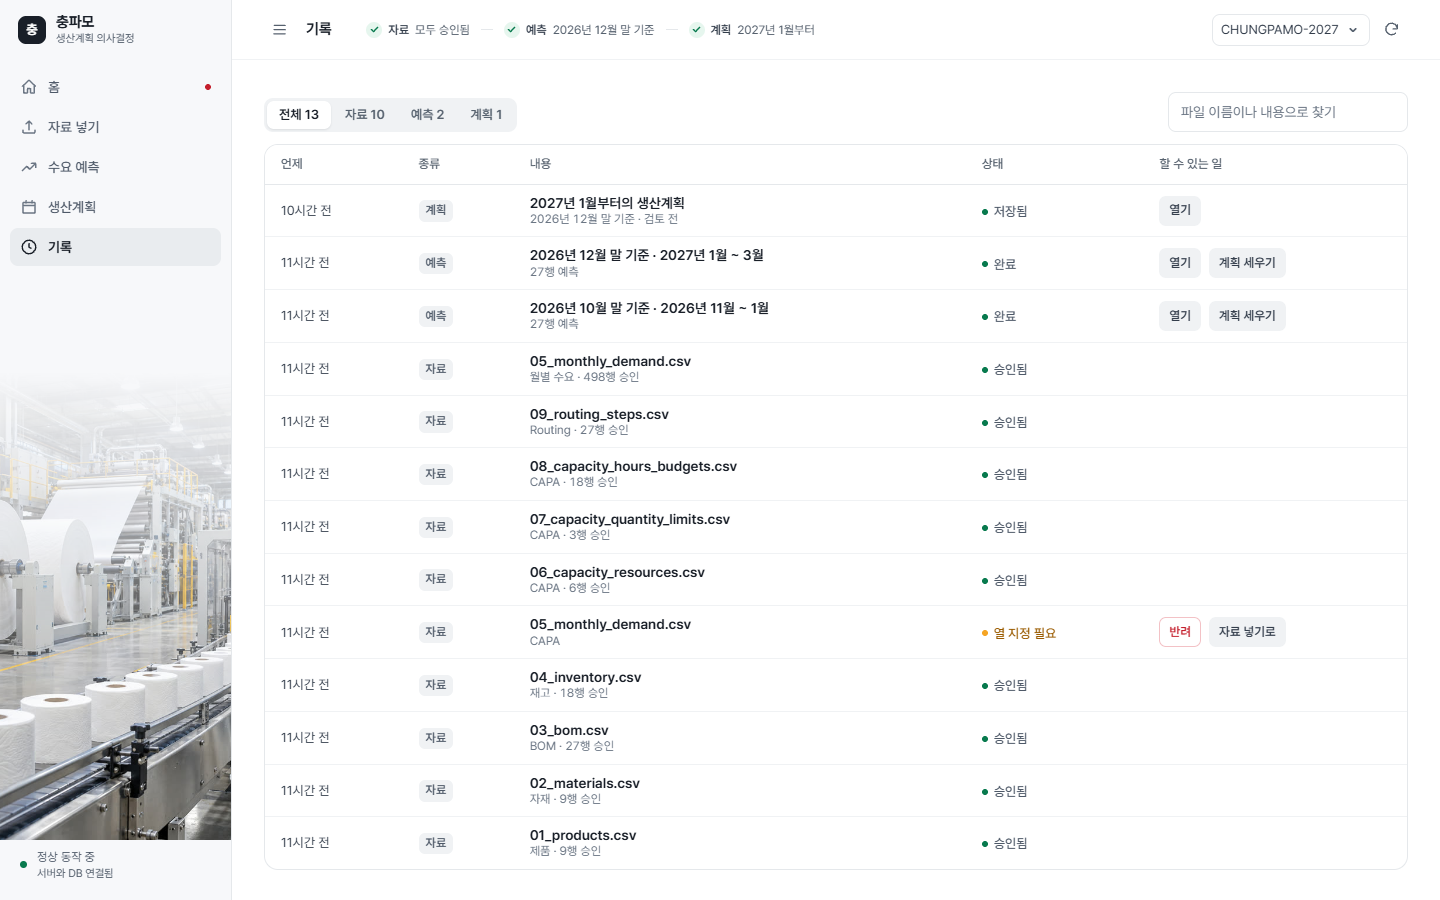 충
충파모
생산계획 의사결정
홈
자료 넣기
수요 예측
생산계획
기록
정상 동작 중
서버와 DB 연결됨
기록
자료 모두 승인됨
예측 2026년 12월 말 기준
계획 2027년 1월부터
CHUNGPAMO-2027
전체 13
자료 10
예측 2
계획 1
파일 이름이나 내용으로 찾기
언제 종류 내용 상태 할 수 있는 일
10시간 전 계획 2027년 1월부터의 생산계획 저장됨 열기
2026년 12월 말 기준 · 검토 전
11시간 전 예측 2026년 12월 말 기준 · 2027년 1월 ~ 3월 완료 열기 계획 세우기
27행 예측
11시간 전 예측 2026년 10월 말 기준 · 2026년 11월 ~ 1월 완료 열기 계획 세우기
27행 예측
11시간 전 자료 05_monthly_demand.csv 승인됨
월별 수요 · 498행 승인
11시간 전 자료 09_routing_steps.csv 승인됨
Routing · 27행 승인
11시간 전 자료 08_capacity_hours_budgets.csv 승인됨
CAPA · 18행 승인
11시간 전 자료 07_capacity_quantity_limits.csv 승인됨
CAPA · 3행 승인
11시간 전 자료 06_capacity_resources.csv 승인됨
CAPA · 6행 승인
11시간 전 자료 05_monthly_demand.csv 열 지정 필요 반려 자료 넣기로
CAPA
11시간 전 자료 04_inventory.csv 승인됨
재고 · 18행 승인
11시간 전 자료 03_bom.csv 승인됨
BOM · 27행 승인
11시간 전 자료 02_materials.csv 승인됨
자재 · 9행 승인
11시간 전 자료 01_products.csv 승인됨
제품 · 9행 승인